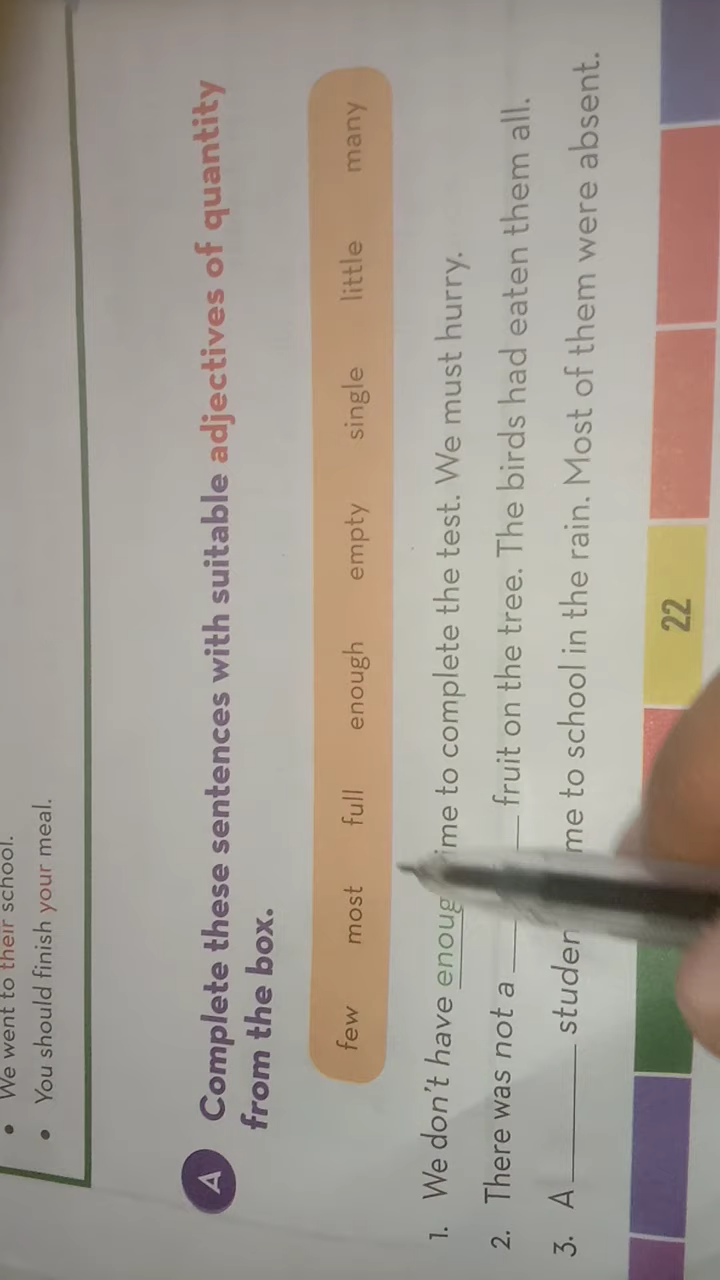 • We went to their school.
• You should finish your meal.
A Complete these sentences with suitable adjectives of quantity
from the box.
few most full enough empty single little many
1. We don't have enoug ime to complete the test. We must hurry.
2. There was not a ______ fruit on the tree. The birds had eaten them all.
3. A ______ studen me to school in the rain. Most of them were absent.
22